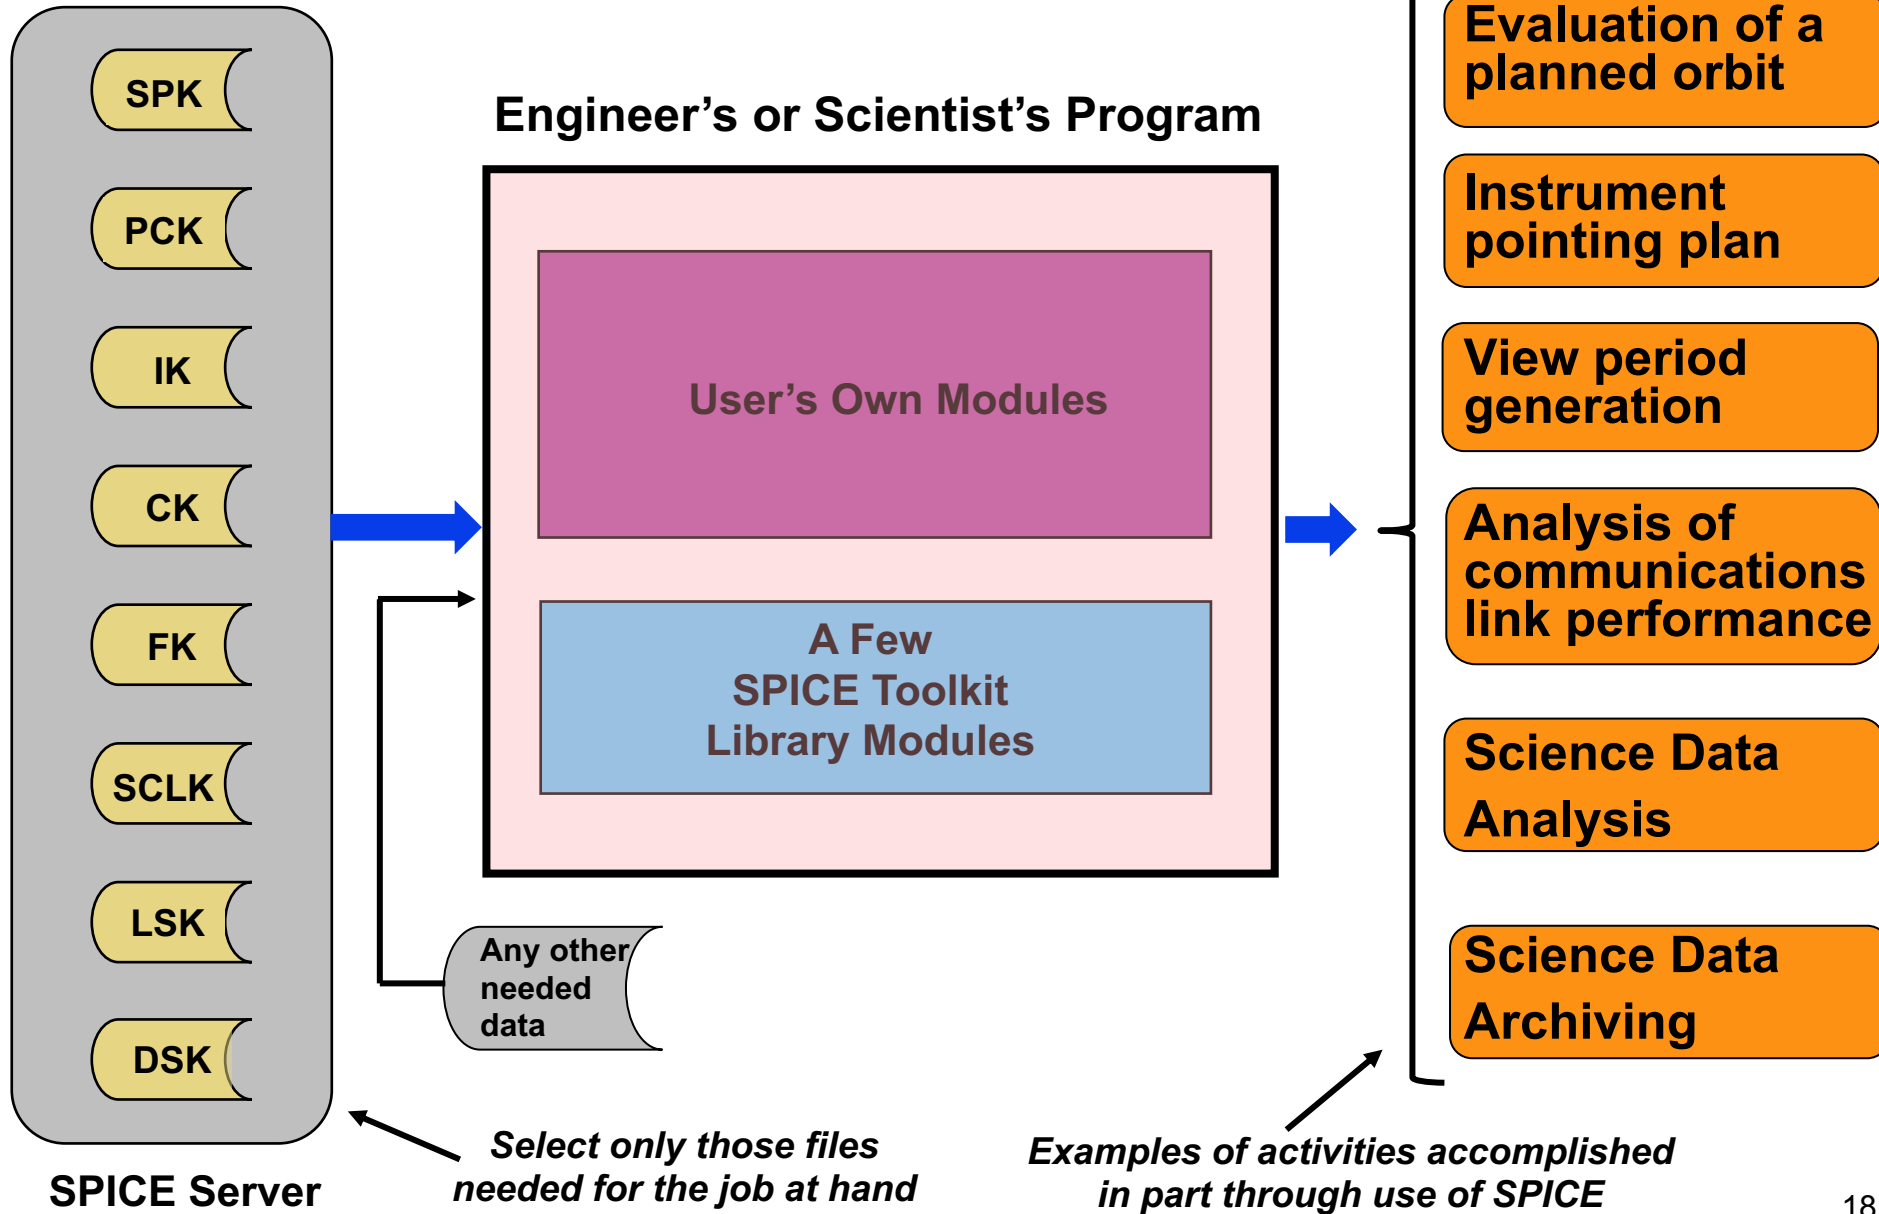 SPK
PCK
IK
CK
FK
SCLK
LSK
DSK
SPICE Server
Engineer’s or Scientist’s Program
User’s Own Modules
A Few
SPICE Toolkit
Library Modules
Any other
needed
data
Select only those files
needed for the job at hand
Evaluation of a
planned orbit
Instrument
pointing plan
View period
generation
Analysis of
communications
link performance
Science Data
Analysis
Science Data
Archiving
Examples of activities accomplished
in part through use of SPICE
18